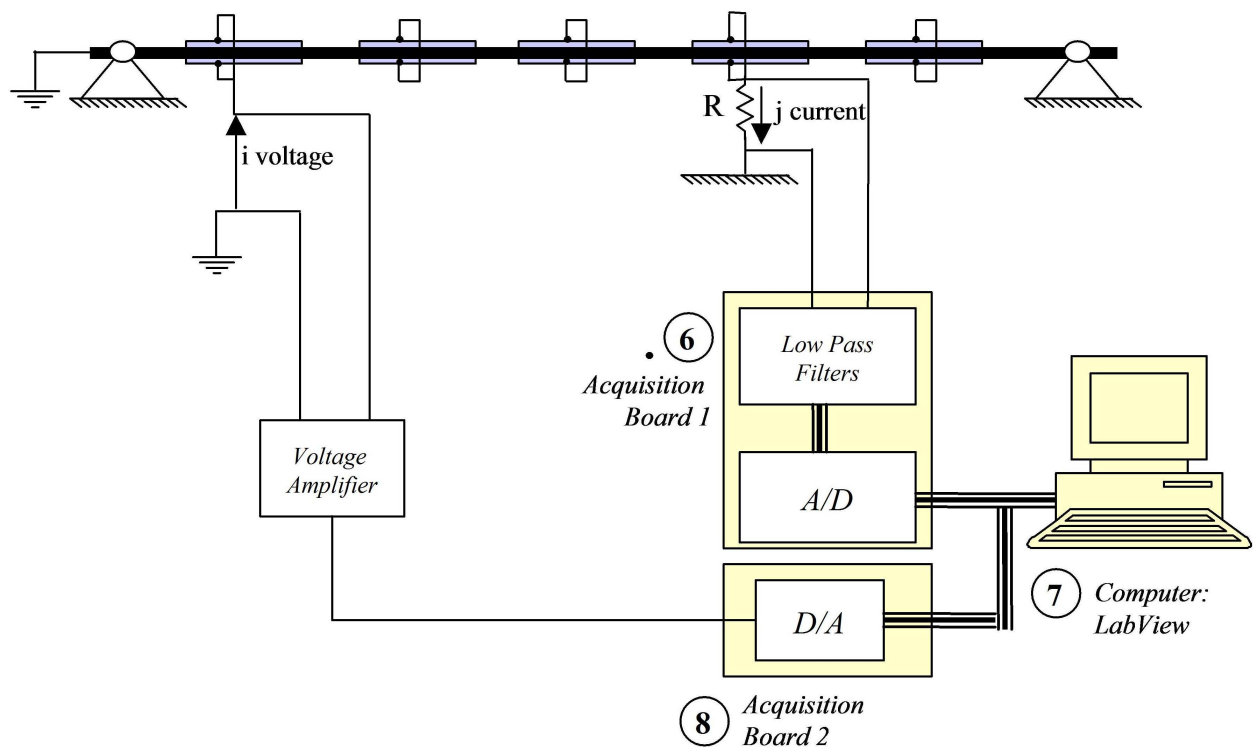 R
j current
i voltage
6
Low Pass
Filters
Acquisition
Board 1
Voltage
Amplifier
A/D
7
Computer:
LabView
D/A
8
Acquisition
Board 2